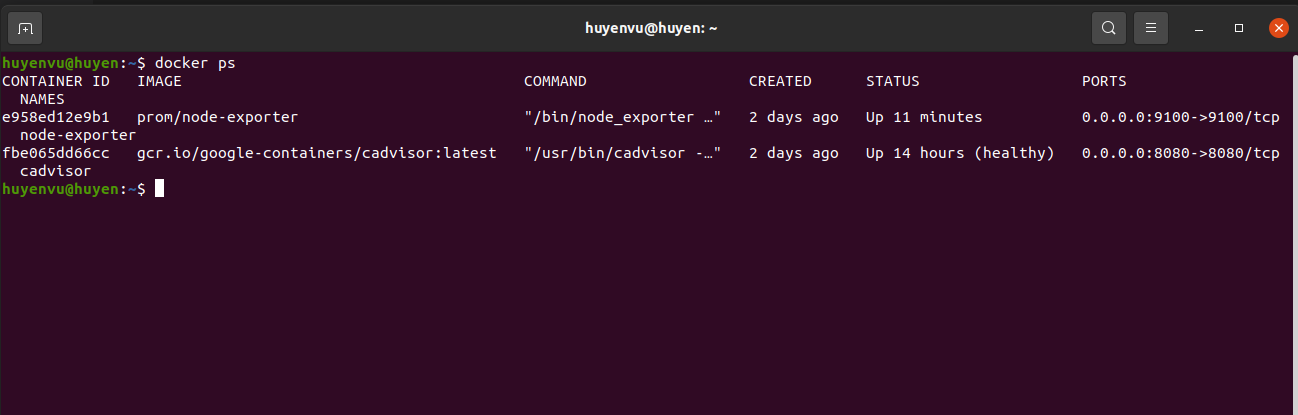 huyenvu@huyen: ~
huyenvu@huyen:~$ docker ps
CONTAINER ID   IMAGE                                      COMMAND                  CREATED      STATUS                  PORTS
  NAMES
e958ed12e9b1   prom/node-exporter                         "/bin/node_exporter …"   2 days ago   Up 11 minutes           0.0.0.0:9100->9100/tcp
  node-exporter
fbe065dd66cc   gcr.io/google-containers/cadvisor:latest   "/usr/bin/cadvisor -…"   2 days ago   Up 14 hours (healthy)   0.0.0.0:8080->8080/tcp
  cadvisor
huyenvu@huyen:~$